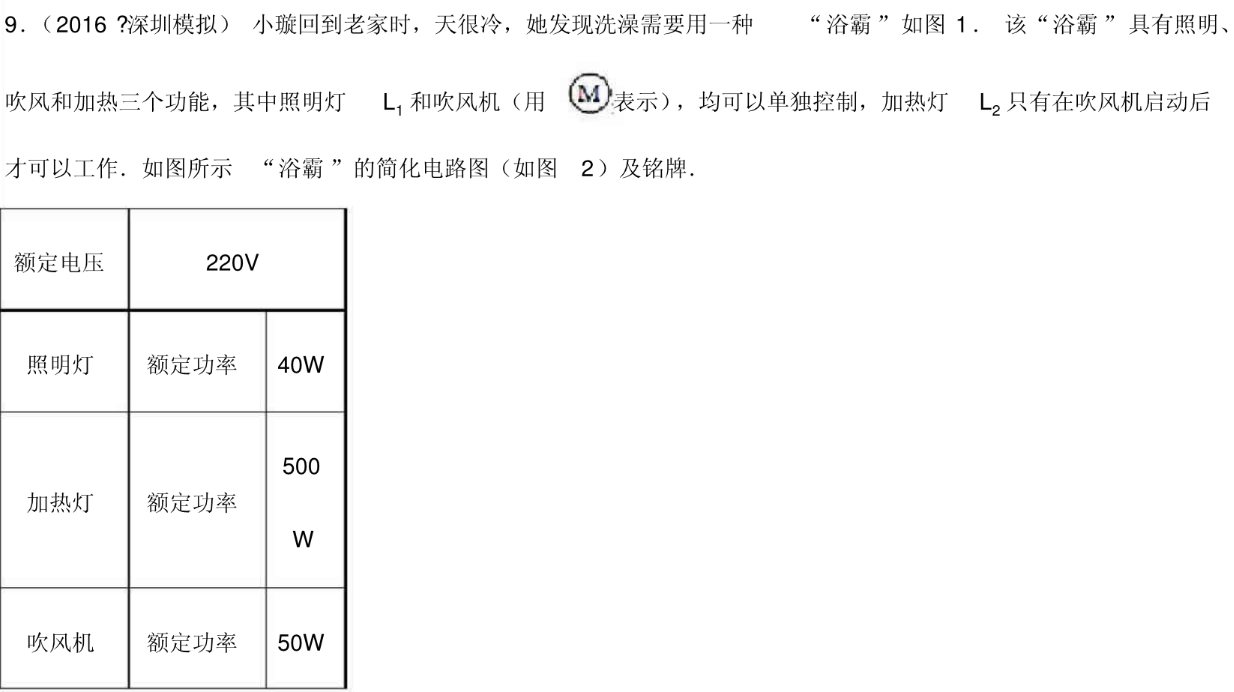 9.（2016 ?深圳模拟） 小璇回到老家时，天很冷，她发现洗澡需要用一种 “浴霸 ”如图 1． 该“浴霸 ”具有照明、
吹风和加热三个功能，其中照明灯 L1 和吹风机（用 M 表示），均可以单独控制，加热灯 L2 只有在吹风机启动后
才可以工作．如图所示 “浴霸 ”的简化电路图（如图 2）及铭牌．
额定电压 220V
照明灯 额定功率 40W
加热灯 额定功率 500
W
吹风机 额定功率 50W